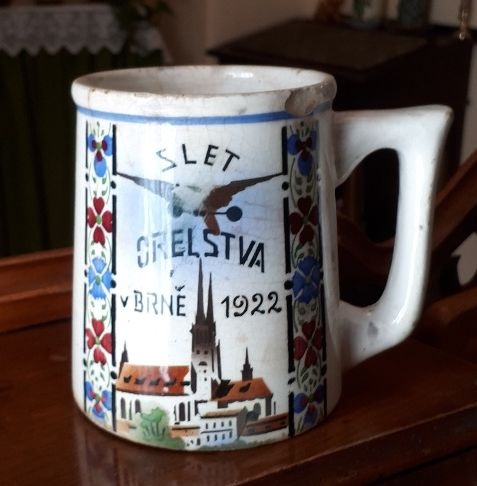 SLET
ORELSTVA
v BRNĚ 1922